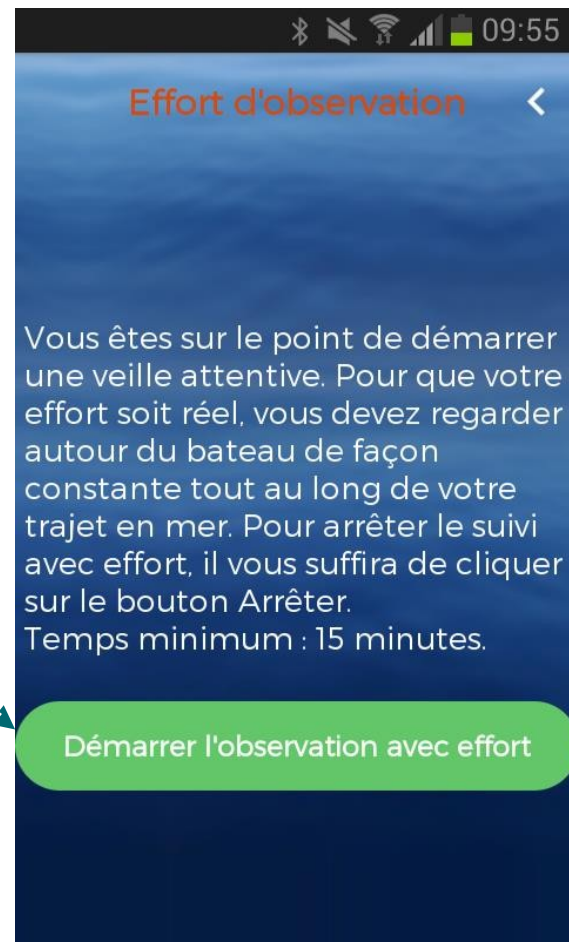 09:55
Effort d'observation
Vous êtes sur le point de démarrer
une veille attentive. Pour que votre
effort soit réel, vous devez regarder
autour du bateau de façon
constante tout au long de votre
trajet en mer. Pour arrêter le suivi
avec effort, il vous suffira de cliquer
sur le bouton Arrêter.
Temps minimum : 15 minutes.
Démarrer l'observation avec effort